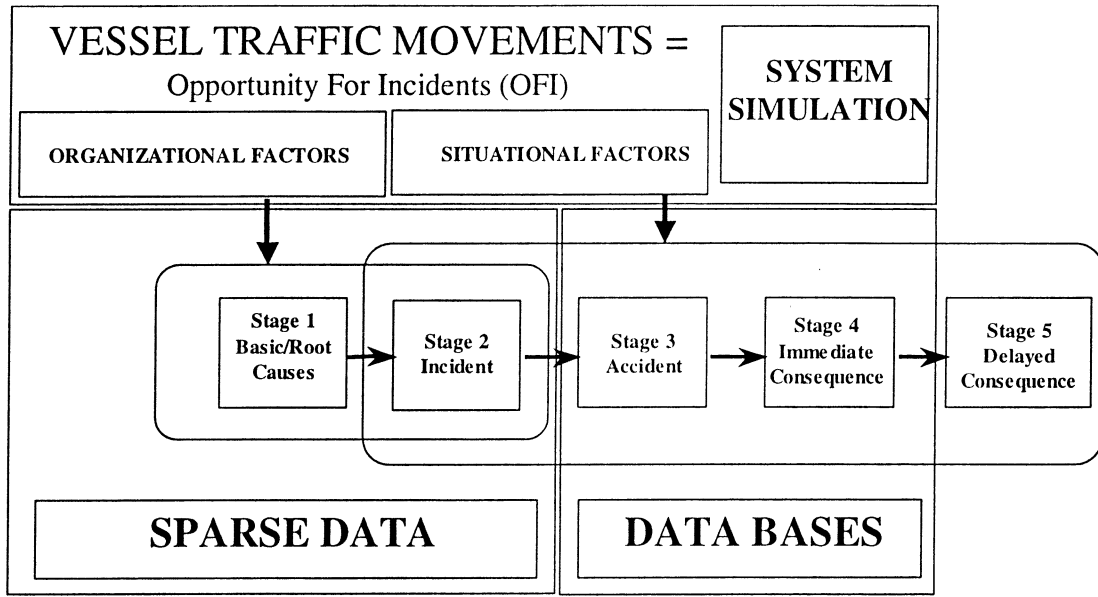 VESSEL TRAFFIC MOVEMENTS =
Opportunity For Incidents (OFI)
SYSTEM
SIMULATION
ORGANIZATIONAL FACTORS
SITUATIONAL FACTORS
Stage 1
Basic/Root
Causes
Stage 2
Incident
Stage 3
Accident
Stage 4
Immediate
Consequence
Stage 5
Delayed
Consequence
SPARSE DATA
DATA BASES